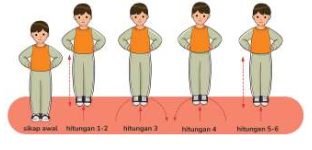 sikap awal
hitungan 1-2
hitungan 3
hitungan 4
hitungan 5-6